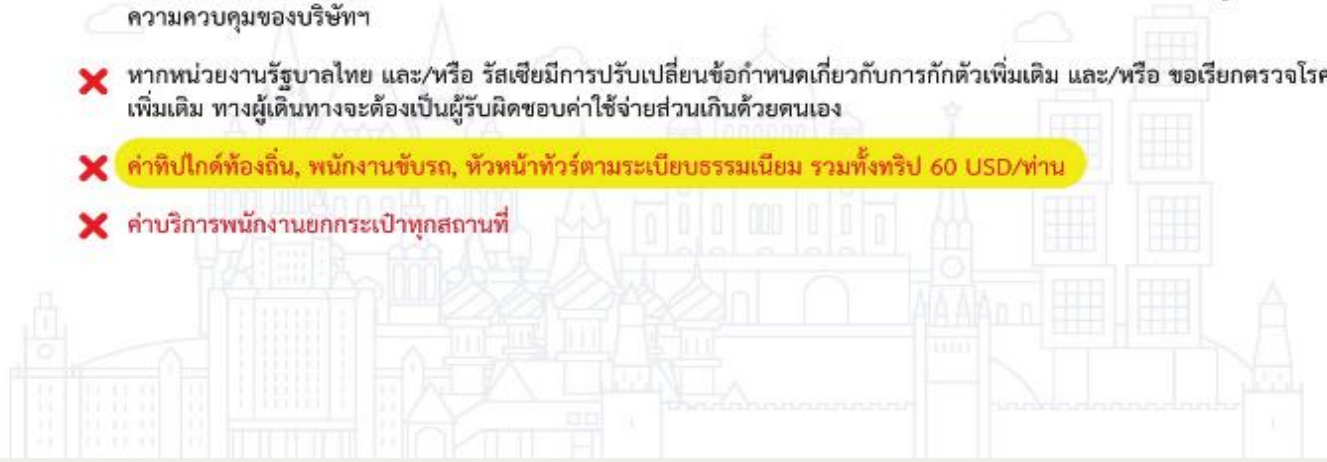 ความควบคุมของบริษัทฯ
หากหน่วยงานรัฐบาลไทย และ/หรือ รัสเซียมีการปรับเปลี่ยนข้อกำหนดเกี่ยวกับการกักตัวเพิ่มเติม และ/หรือ ขอเรียกตรวจโรค
เพิ่มเติม ทางผู้เดินทางจะต้องเป็นผู้รับผิดชอบค่าใช้จ่ายส่วนเกินด้วยตนเอง
ค่าทิปไกด์ท้องถิ่น, พนักงานขับรถ, หัวหน้าทัวร์ตามระเบียบธรรมเนียม รวมทั้งทริป 60 USD/ท่าน
ค่าบริการพนักงานยกกระเป๋าทุกสถานที่